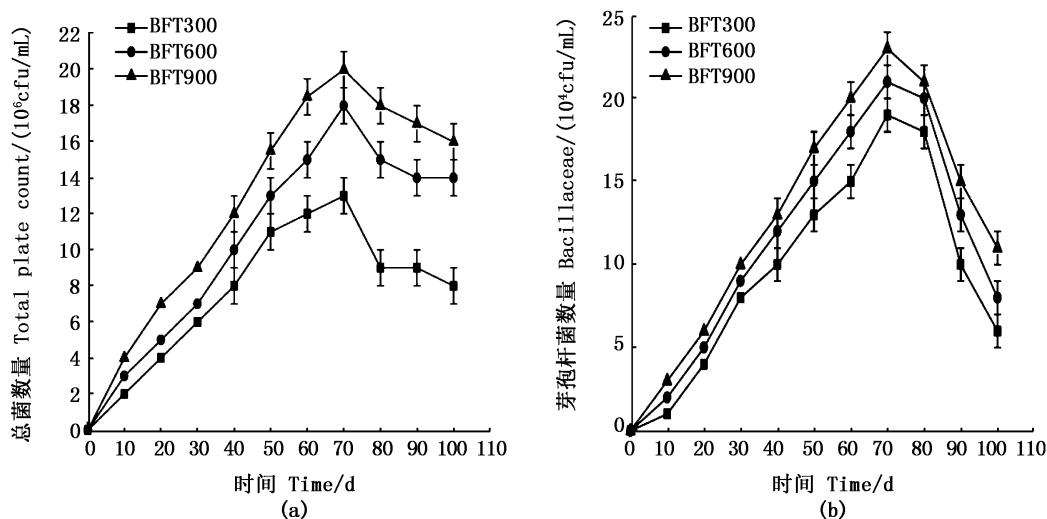 BFT300
BFT600
BFT900
22
20
18
16
14
12
10
8
6
4
2
0
总菌数量 Total plate count/(10⁶cfu/mL)
0 10 20 30 40 50 60 70 80 90 100 110
时间 Time/d
(a)
BFT300
BFT600
BFT900
25
20
15
10
5
0
芽孢杆菌数量 Bacillaceae/(10⁴cfu/mL)
0 10 20 30 40 50 60 70 80 90 100 110
时间 Time/d
(b)